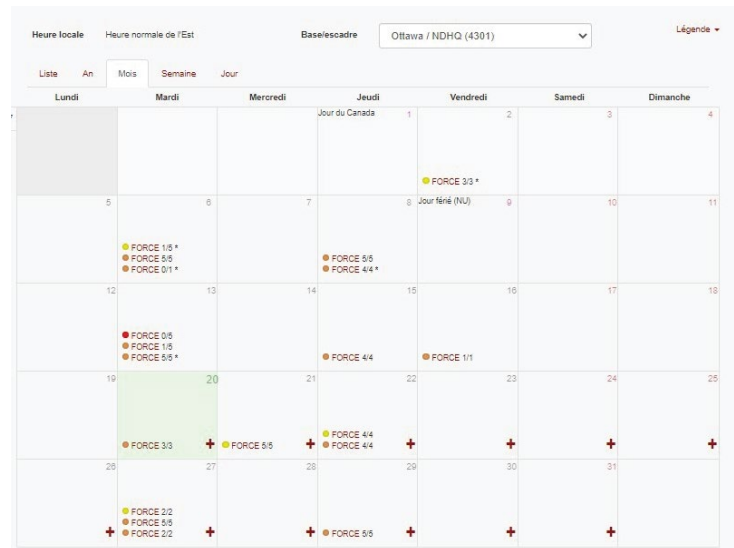 Heure locale Heure normale de l'Est Base/escadre Ottawa / NDHQ (4301) Légende
Liste An Mois Semaine Jour
Lundi Mardi Mercredi Jeudi Vendredi Samedi Dimanche
Jour du Canada 1 2 3 4
FORCE 3/3 *
5 6 7 8 Jour férié (NU) 9 10 11
FORCE 1/5 *
FORCE 5/5 FORCE 5/5
FORCE 0/1 * FORCE 4/4 *
12 13 14 15 16 17 18
FORCE 0/5
FORCE 1/5
FORCE 5/5 * FORCE 4/4 FORCE 1/1
19 20 21 22 23 24 25
FORCE 4/4
FORCE 3/3 + FORCE 5/5 + FORCE 4/4 + + + +
26 27 28 29 30 31
FORCE 2/2
FORCE 5/5
+ FORCE 2/2 + + FORCE 5/5 + + +